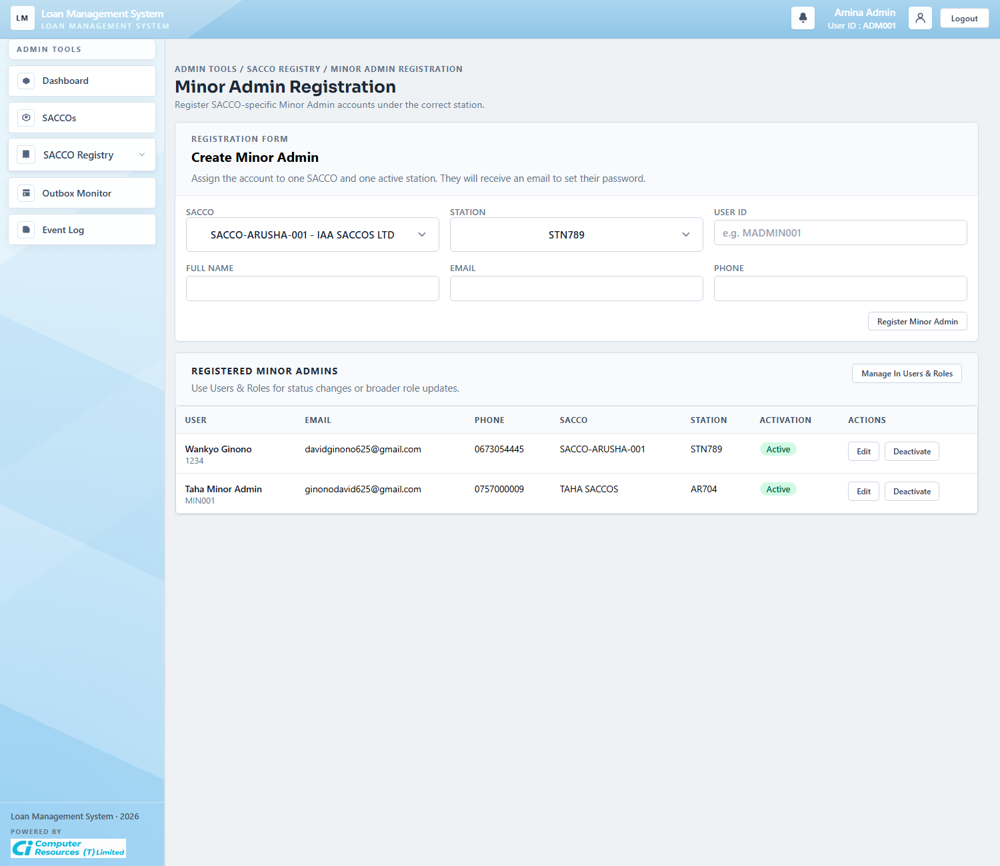 LM
Loan Management System
LOAN MANAGEMENT SYSTEM
Amina Admin
User ID : ADM001
Logout
ADMIN TOOLS
Dashboard
SACCOs
SACCO Registry
Outbox Monitor
Event Log
ADMIN TOOLS / SACCO REGISTRY / MINOR ADMIN REGISTRATION
Minor Admin Registration
Register SACCO-specific Minor Admin accounts under the correct station.
REGISTRATION FORM
Create Minor Admin
Assign the account to one SACCO and one active station. They will receive an email to set their password.
SACCO STATION USER ID
SACCO-ARUSHA-001 - IAA SACCOS LTD STN789 e.g. MADMIN001
FULL NAME EMAIL PHONE
Register Minor Admin
REGISTERED MINOR ADMINS
Use Users & Roles for status changes or broader role updates.
Manage In Users & Roles
USER EMAIL PHONE SACCO STATION ACTIVATION ACTIONS
Wankyo Ginono davidginono625@gmail.com 0673054445 SACCO-ARUSHA-001 STN789 Active Edit Deactivate
1234
Taha Minor Admin ginonodavid625@gmail.com 0757000009 TAHA SACCOS AR704 Active Edit Deactivate
MIN001
Loan Management System · 2026
POWERED BY
Ci Computer
Resources (T) Limited